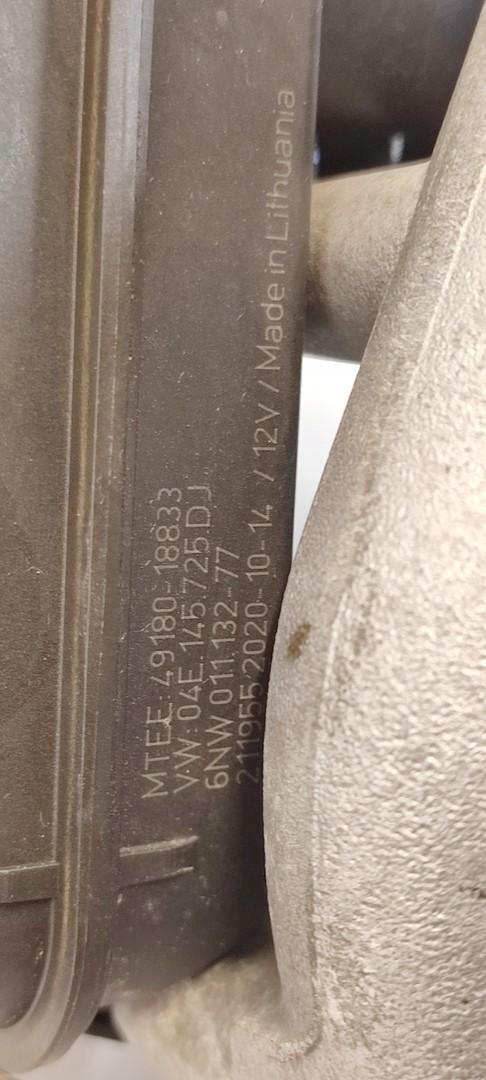 MTEE: 49180-18833
VW: 04E.145.725.DJ
6NW 011.132-77
211955 2020-10-14 / 12V / Made in Lithuania